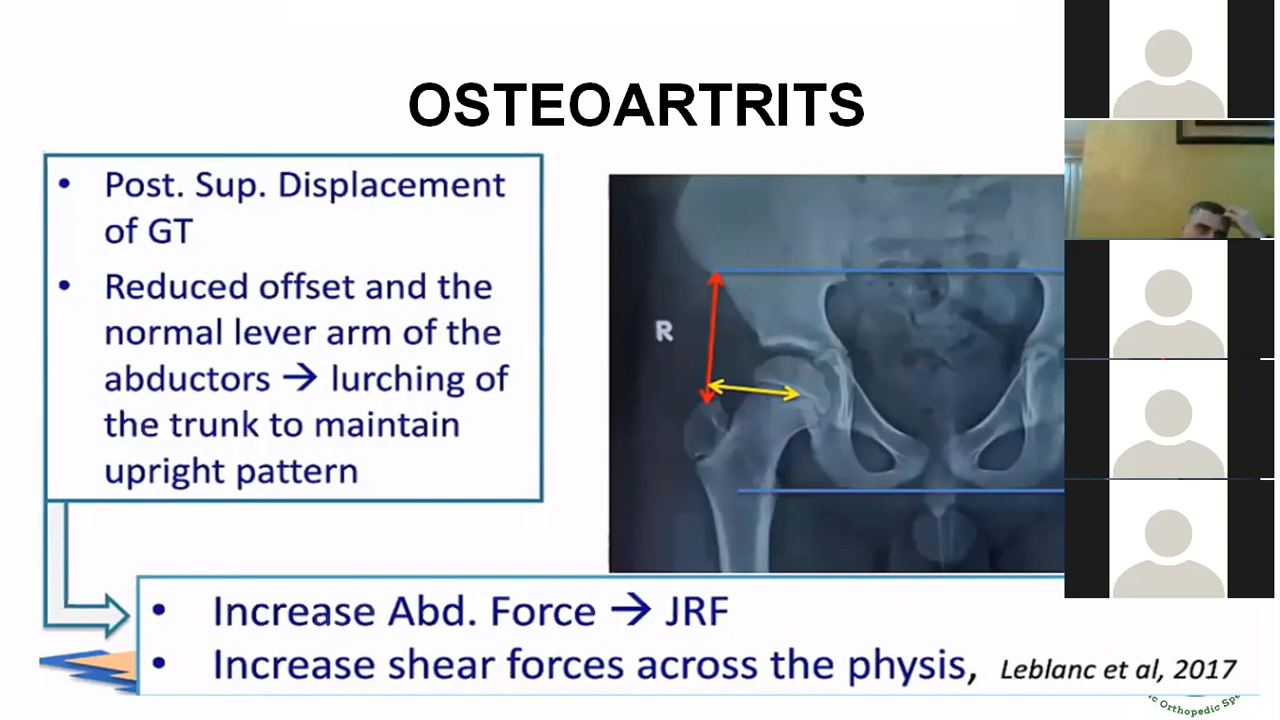 OSTEOARTRITS
• Post. Sup. Displacement
of GT
• Reduced offset and the
normal lever arm of the
abductors → lurching of
the trunk to maintain
upright pattern
R
• Increase Abd. Force → JRF
• Increase shear forces across the physis, Leblanc et al, 2017
Orthopedic